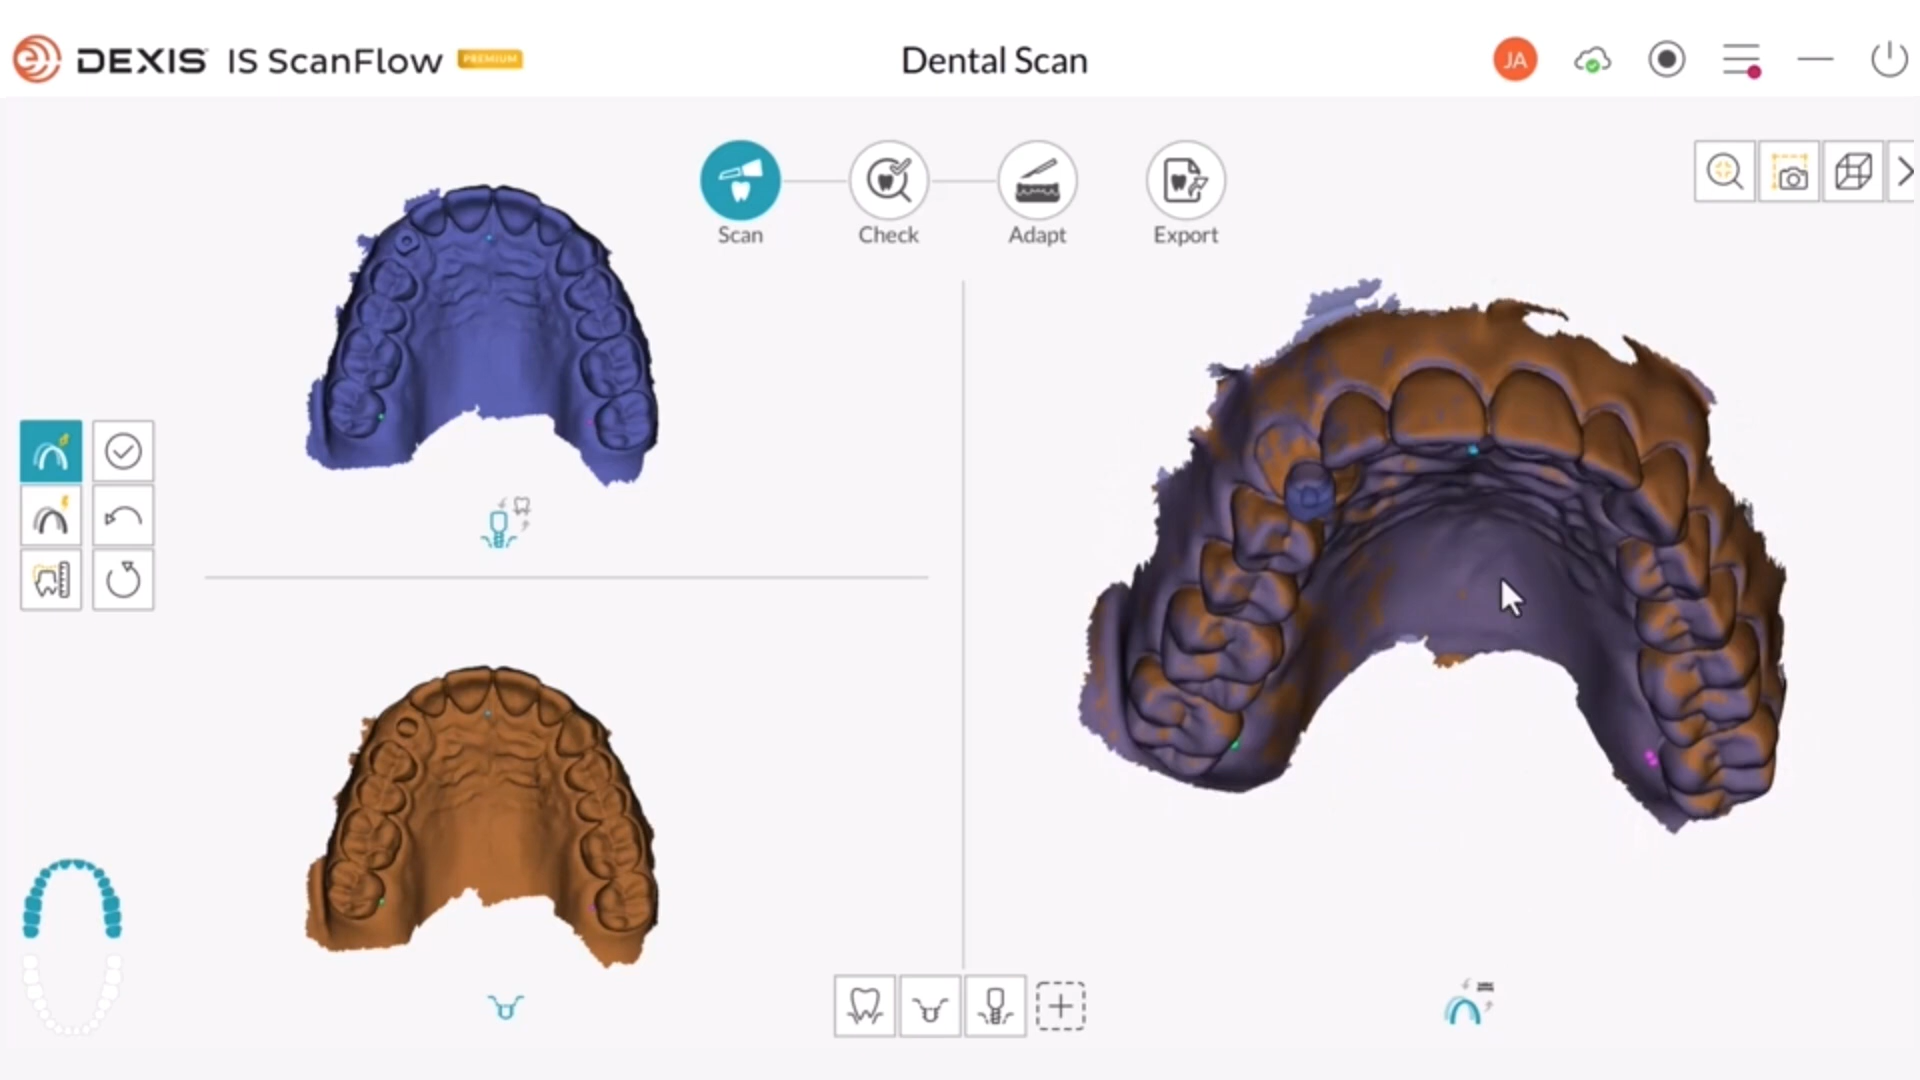 DEXIS IS ScanFlow PREMIUM
Dental Scan
JA
Scan
Check
Adapt
Export